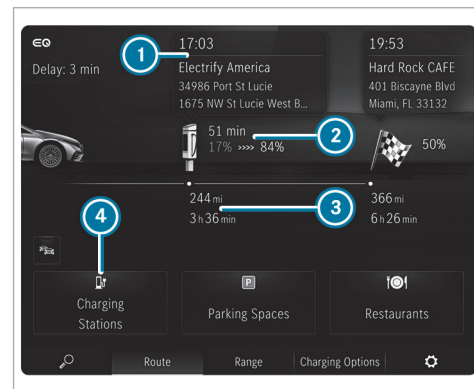 EQ
Delay: 3 min
1
17:03
Electrify America
34986 Port St Lucie
1675 NW St Lucie West B...
19:53
Hard Rock CAFE
401 Biscayne Blvd
Miami, FL 33132
51 min
17% »» 84%
2
50%
244 mi
3 h 36 min
3
366 mi
6 h 26 min
4
Charging
Stations
P
Parking Spaces
Restaurants
Route
Range
Charging Options